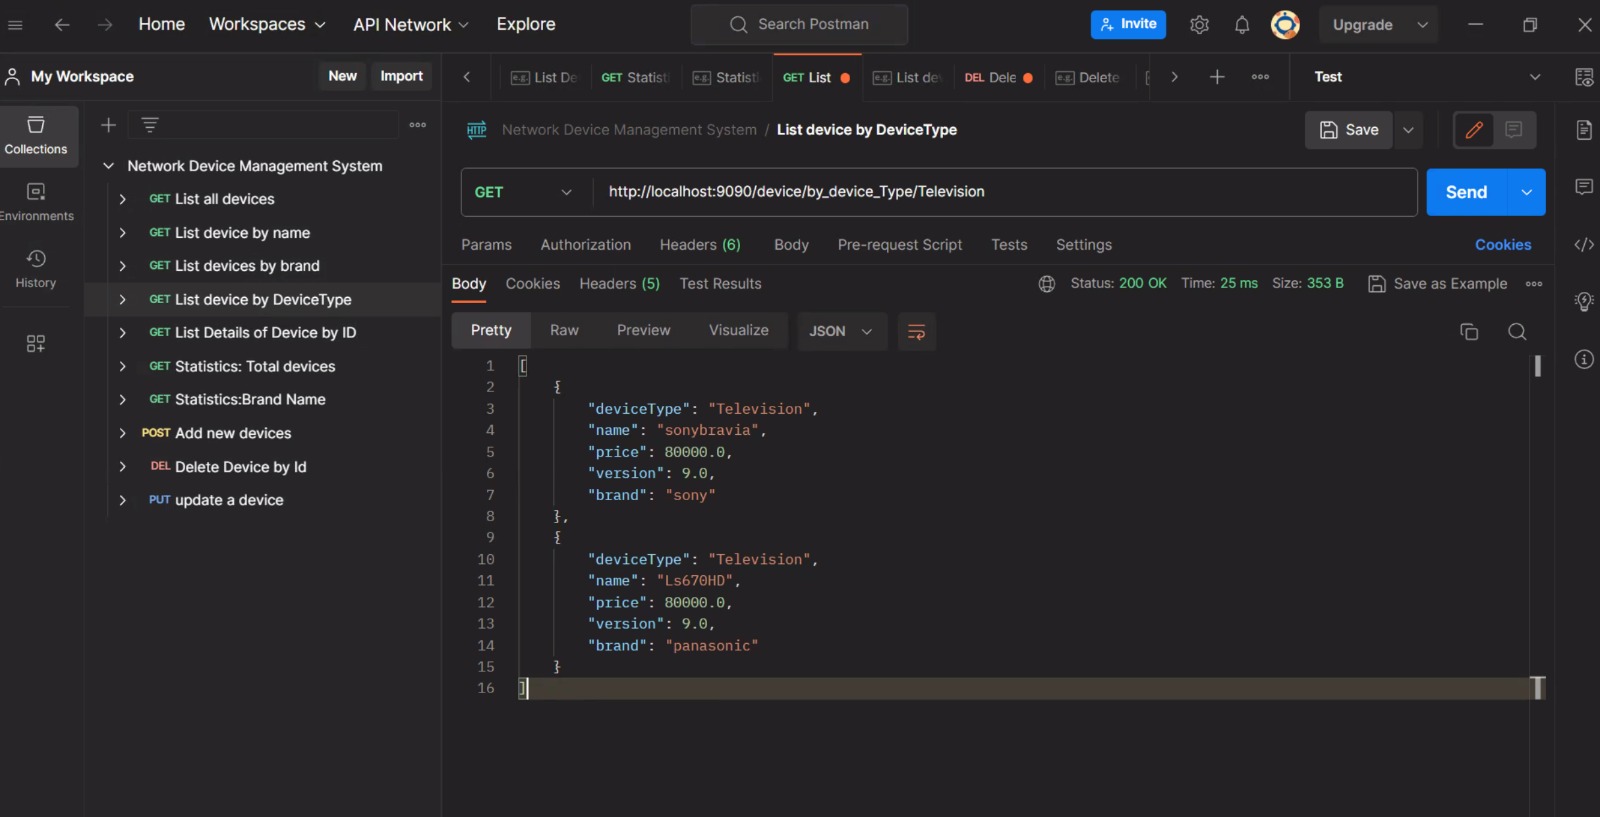 Home Workspaces API Network Explore Search Postman Invite Upgrade
My Workspace New Import
e.g. List De GET Statist e.g. Statisti GET List e.g. List de DEL Dele e.g. Delete Test
Collections
Environments
History
Network Device Management System
GET List all devices
GET List device by name
GET List devices by brand
GET List device by DeviceType
GET List Details of Device by ID
GET Statistics: Total devices
GET Statistics:Brand Name
POST Add new devices
DEL Delete Device by Id
PUT update a device
HTTP Network Device Management System / List device by DeviceType Save
GET http://localhost:9090/device/by_device_Type/Television Send
Params Authorization Headers (6) Body Pre-request Script Tests Settings Cookies
Body Cookies Headers (5) Test Results Status: 200 OK Time: 25 ms Size: 353 B Save as Example
Pretty Raw Preview Visualize JSON
1 [
2 {
3 "deviceType": "Television",
4 "name": "sonybravia",
5 "price": 80000.0,
6 "version": 9.0,
7 "brand": "sony"
8 },
9 {
10 "deviceType": "Television",
11 "name": "Ls670HD",
12 "price": 80000.0,
13 "version": 9.0,
14 "brand": "panasonic"
15 }
16 ]